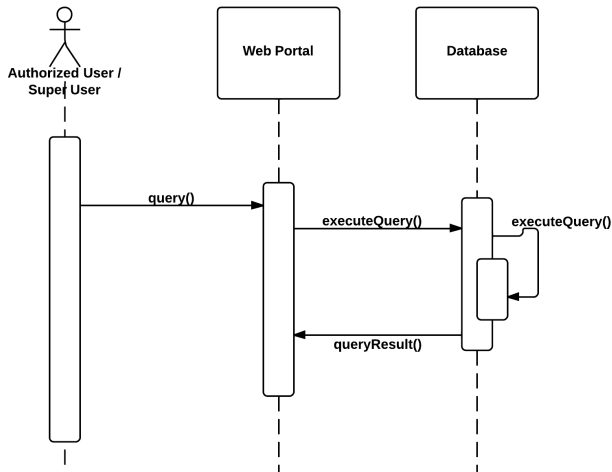 Web Portal
Database
Authorized User /
Super User
query()
executeQuery()
executeQuery()
queryResult()